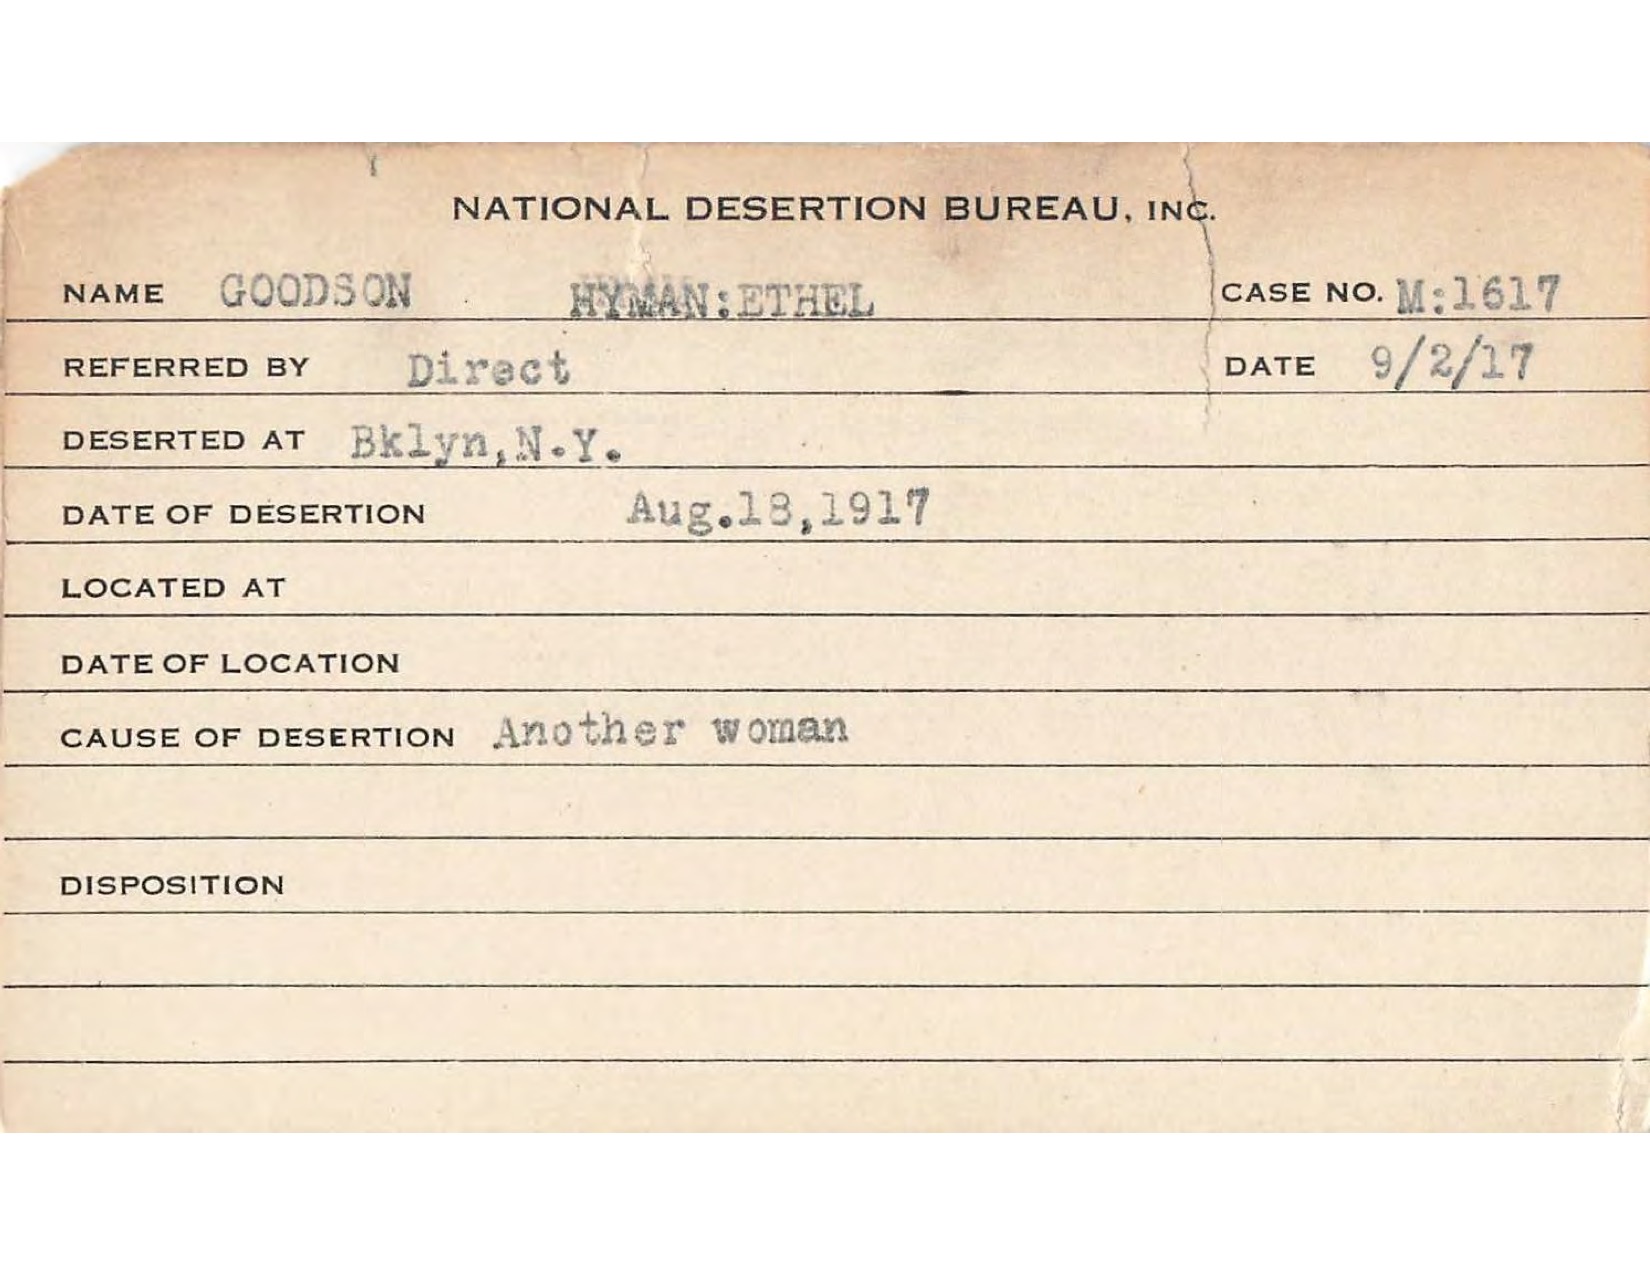 NATIONAL DESERTION BUREAU, INC.
NAME GOODSON HYMAN:ETHEL CASE NO. M:1617
REFERRED BY Direct DATE 9/2/17
DESERTED AT Bklyn,N.Y.
DATE OF DESERTION Aug.18,1917
LOCATED AT
DATE OF LOCATION
CAUSE OF DESERTION Another woman
DISPOSITION